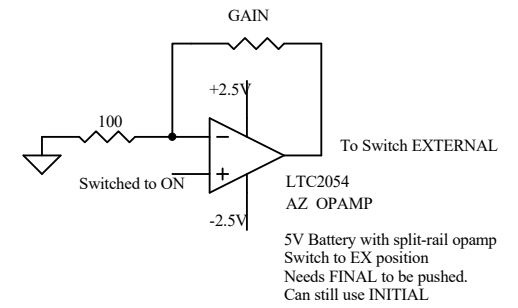 GAIN
+2.5V
100
To Switch EXTERNAL
Switched to ON
LTC2054
AZ OPAMP
-2.5V
5V Battery with split-rail opamp
Switch to EX position
Needs FINAL to be pushed.
Can still use INITIAL